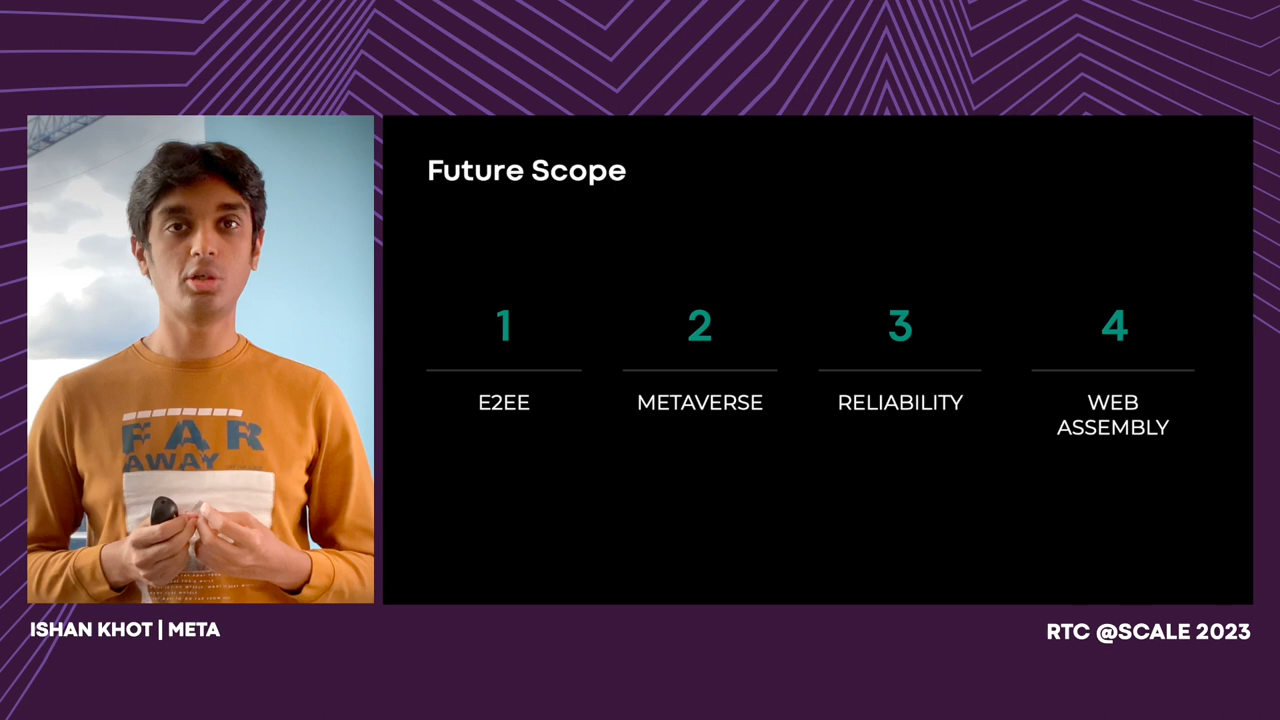 Future Scope
1
E2EE
2
METAVERSE
3
RELIABILITY
4
WEB
ASSEMBLY
FAR
AWAY
ISHAN KHOT | META
RTC @SCALE 2023